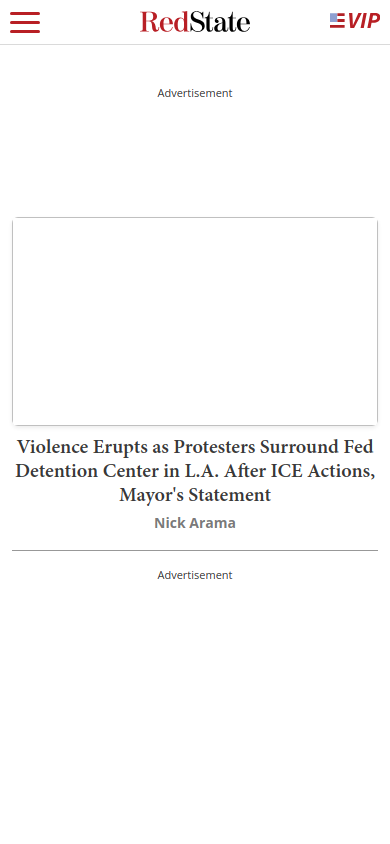 RedState
VIP
Advertisement
Violence Erupts as Protesters Surround Fed
Detention Center in L.A. After ICE Actions,
Mayor's Statement
Nick Arama
Advertisement